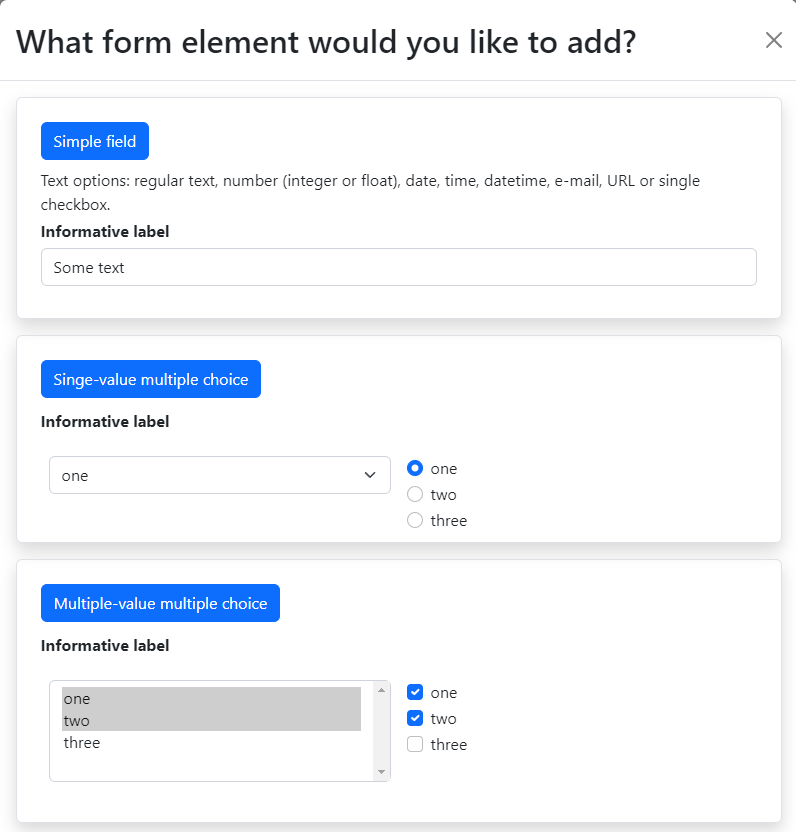 What form element would you like to add?
Simple field
Text options: regular text, number (integer or float), date, time, datetime, e-mail, URL or single
checkbox.
Informative label
Some text
Singe-value multiple choice
Informative label
one
one
two
three
Multiple-value multiple choice
Informative label
one
two
three
one
two
three